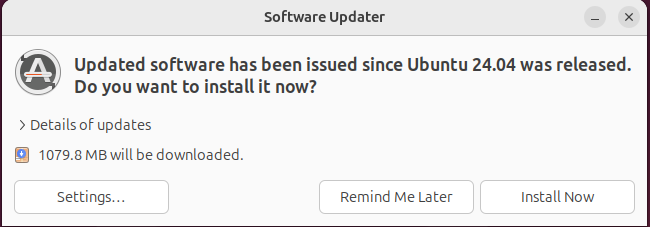 Software Updater
Updated software has been issued since Ubuntu 24.04 was released.
Do you want to install it now?
Details of updates
1079.8 MB will be downloaded.
Settings…
Remind Me Later
Install Now